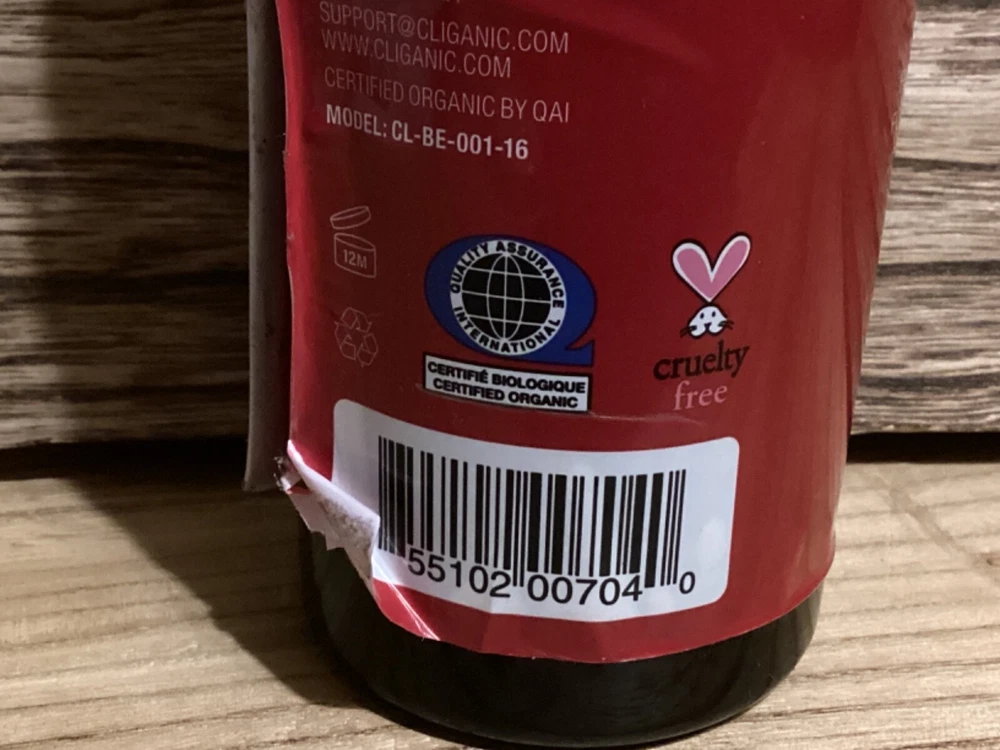 SUPPORT@CLIGANIC.COM
WWW.CLIGANIC.COM
CERTIFIED ORGANIC BY QAI
MODEL: CL-BE-001-16
12M
QUALITY ASSURANCE
INTERNATIONAL
CERTIFIÉ BIOLOGIQUE
CERTIFIED ORGANIC
cruelty
free
55102 00704 0